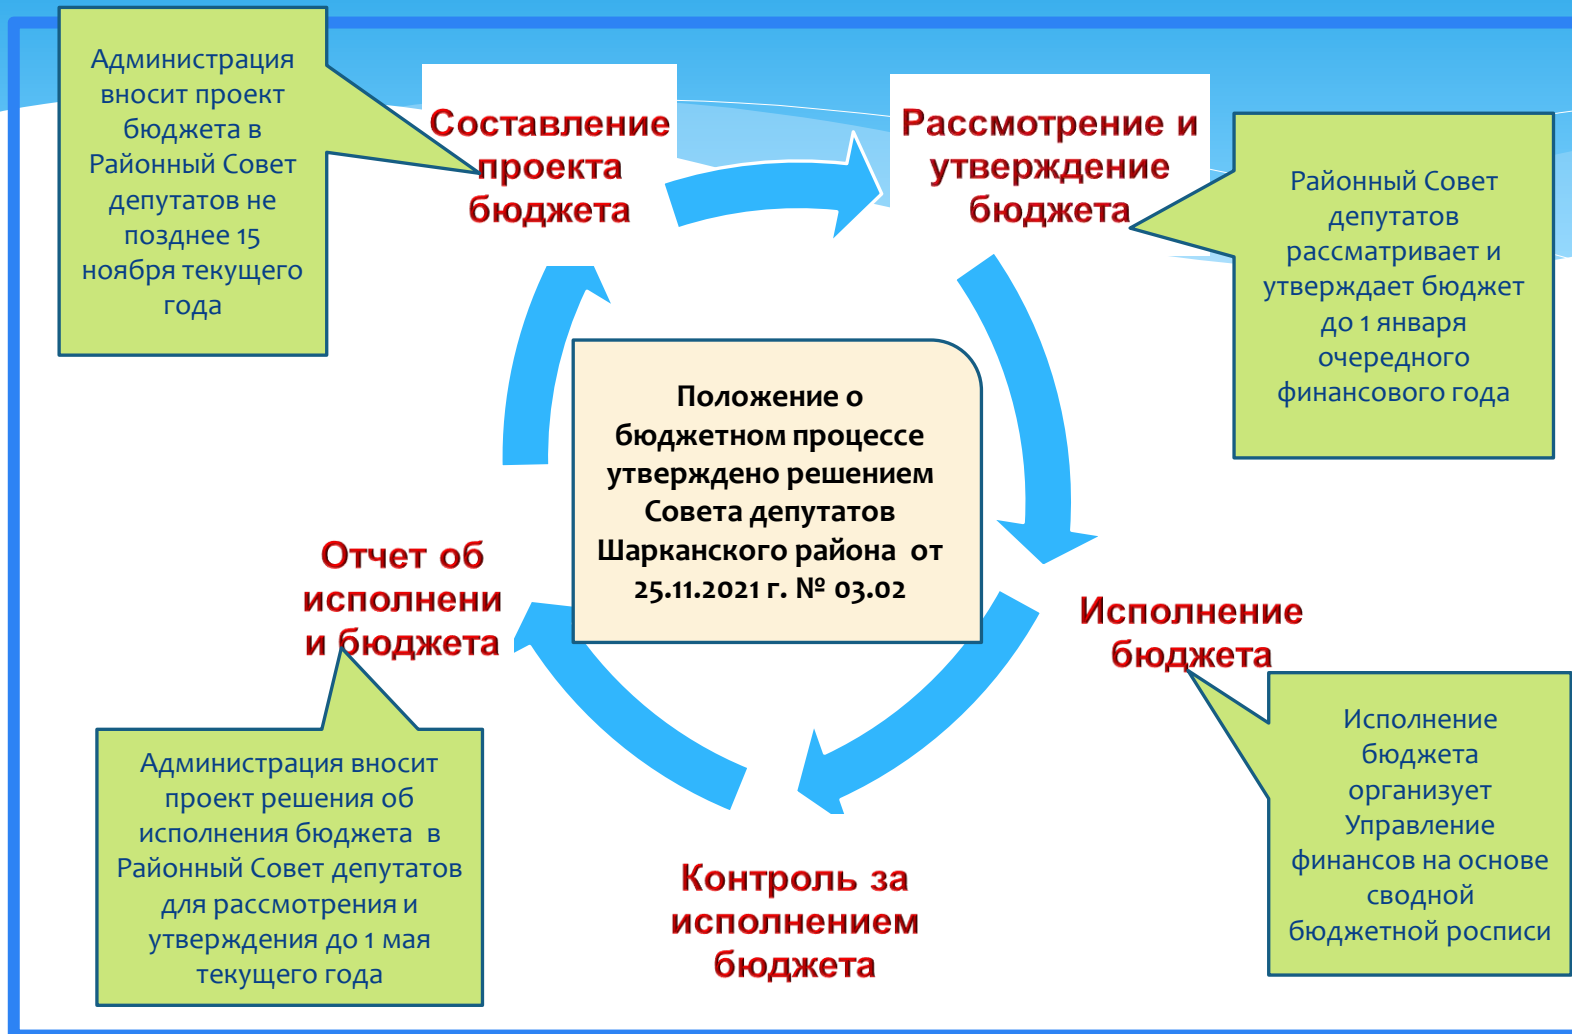 Администрация
вносит проект
бюджета в
Районный Совет
депутатов не
позднее 15
ноября текущего
года
Составление
проекта
бюджета
Рассмотрение и
утверждение
бюджета
Районный Совет
депутатов
рассматривает и
утверждает бюджет
до 1 января
очередного
финансового года
Положение о
бюджетном процессе
утверждено решением
Совета депутатов
Шарканского района от
25.11.2021 г. № 03.02
Отчет об
исполнени
и бюджета
Исполнение
бюджета
Администрация вносит
проект решения об
исполнения бюджета в
Районный Совет депутатов
для рассмотрения и
утверждения до 1 мая
текущего года
Контроль за
исполнением
бюджета
Исполнение
бюджета
организует
Управление
финансов на основе
сводной
бюджетной росписи